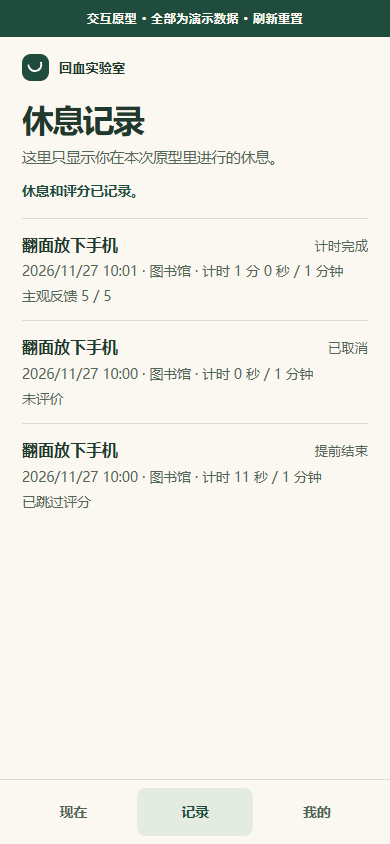 交互原型 • 全部为演示数据 • 刷新重置
回血实验室
休息记录
这里只显示你在本次原型里进行的休息。
休息和评分已记录。
翻面放下手机 计时完成
2026/11/27 10:01 · 图书馆 · 计时 1 分 0 秒 / 1 分钟
主观反馈 5 / 5
翻面放下手机 已取消
2026/11/27 10:00 · 图书馆 · 计时 0 秒 / 1 分钟
未评价
翻面放下手机 提前结束
2026/11/27 10:00 · 图书馆 · 计时 11 秒 / 1 分钟
已跳过评分
现在 记录 我的